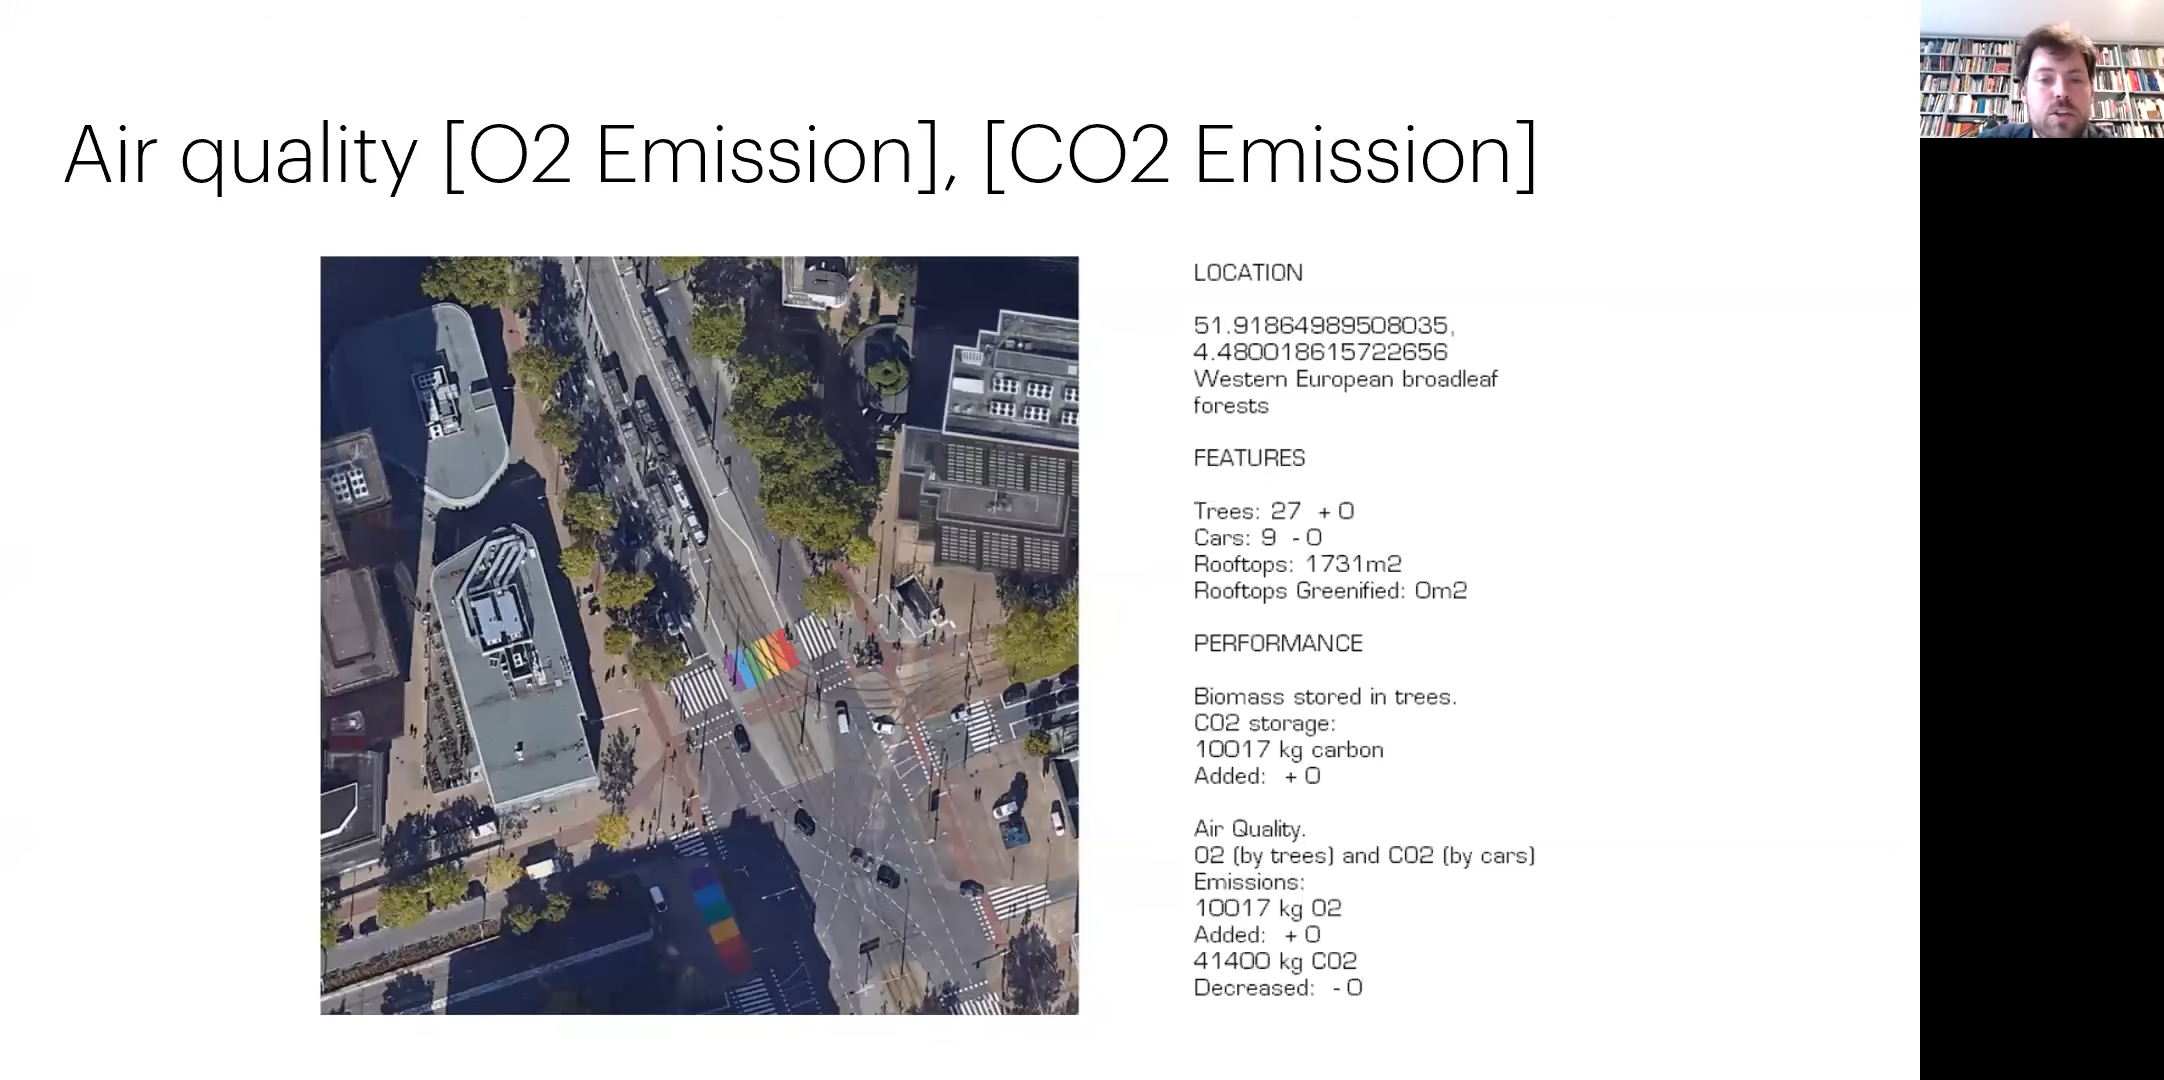 Air quality [O2 Emission], [CO2 Emission]
LOCATION
51.91864989508035,
4.480018615722656
Western European broadleaf
forests
FEATURES
Trees: 27 + 0
Cars: 9 - 0
Rooftops: 1731m2
Rooftops Greenified: 0m2
PERFORMANCE
Biomass stored in trees.
CO2 storage:
10017 kg carbon
Added: + 0
Air Quality.
O2 (by trees) and CO2 (by cars)
Emissions:
10017 kg O2
Added: + 0
41400 kg CO2
Decreased: - 0